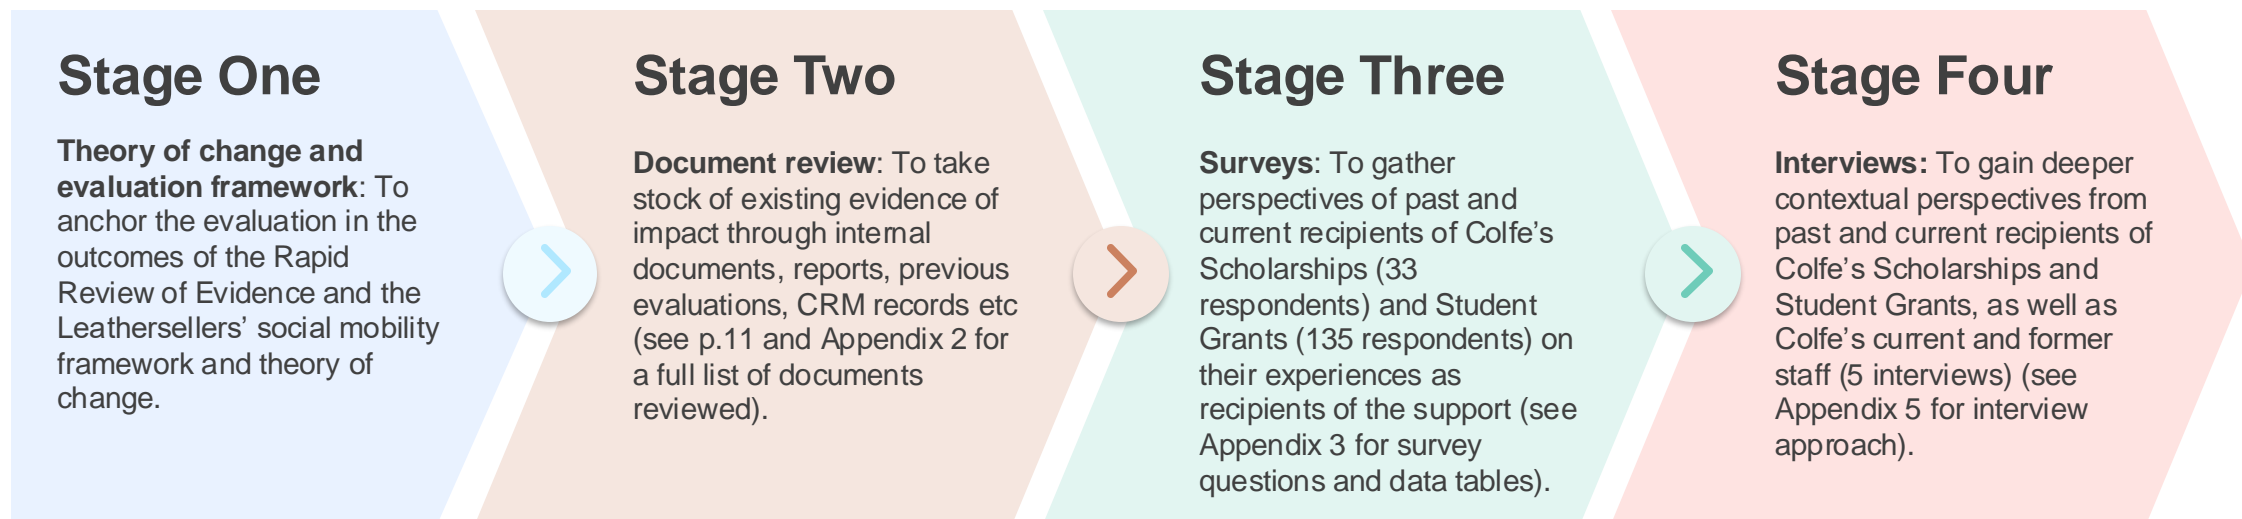 Stage One
Theory of change and
evaluation framework: To
anchor the evaluation in the
outcomes of the Rapid
Review of Evidence and the
Leathersellers’ social mobility
framework and theory of
change.
Stage Two
Document review: To take
stock of existing evidence of
impact through internal
documents, reports, previous
evaluations, CRM records etc
(see p.11 and Appendix 2 for
a full list of documents
reviewed).
Stage Three
Surveys: To gather
perspectives of past and
current recipients of Colfe’s
Scholarships (33
respondents) and Student
Grants (135 respondents) on
their experiences as
recipients of the support (see
Appendix 3 for survey
questions and data tables).
Stage Four
Interviews: To gain deeper
contextual perspectives from
past and current recipients of
Colfe’s Scholarships and
Student Grants, as well as
Colfe’s current and former
staff (5 interviews) (see
Appendix 5 for interview
approach).